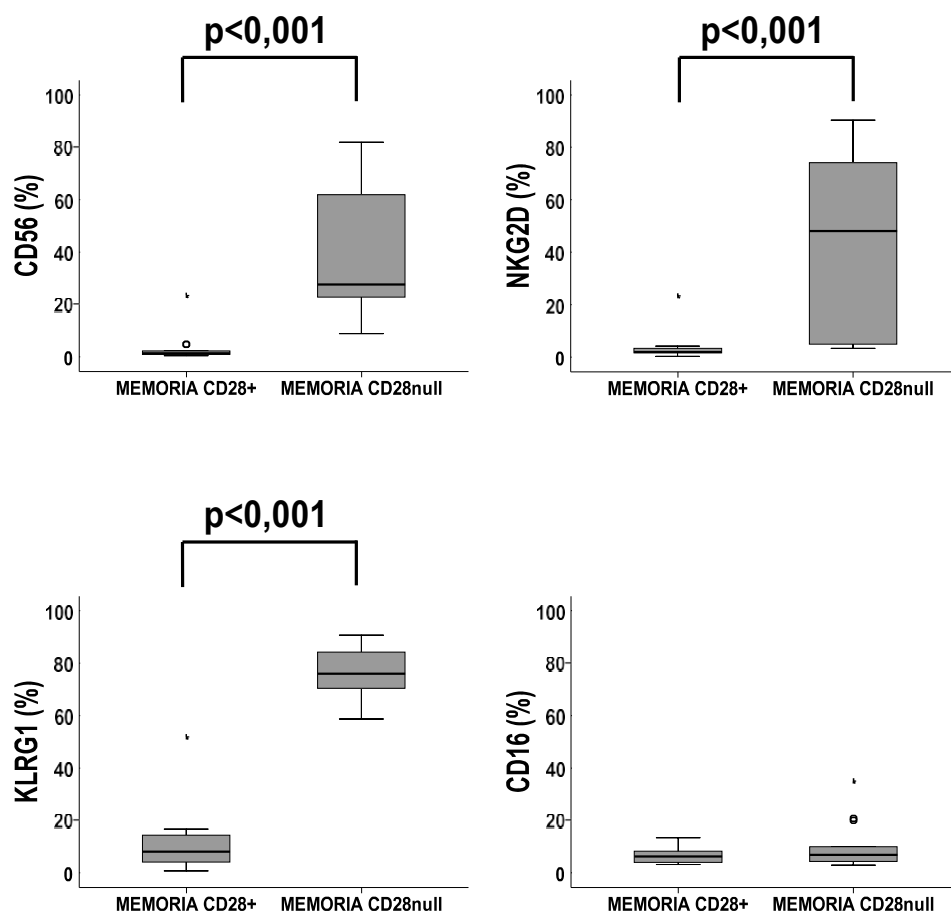 p<0,001
p<0,001
CD56 (%)
100
80
60
40
20
0
MEMORIA CD28+ MEMORIA CD28null
NKG2D (%)
100
80
60
40
20
0
MEMORIA CD28+ MEMORIA CD28null
p<0,001
KLRG1 (%)
100
80
60
40
20
0
MEMORIA CD28+ MEMORIA CD28null
CD16 (%)
100
80
60
40
20
0
MEMORIA CD28+ MEMORIA CD28null